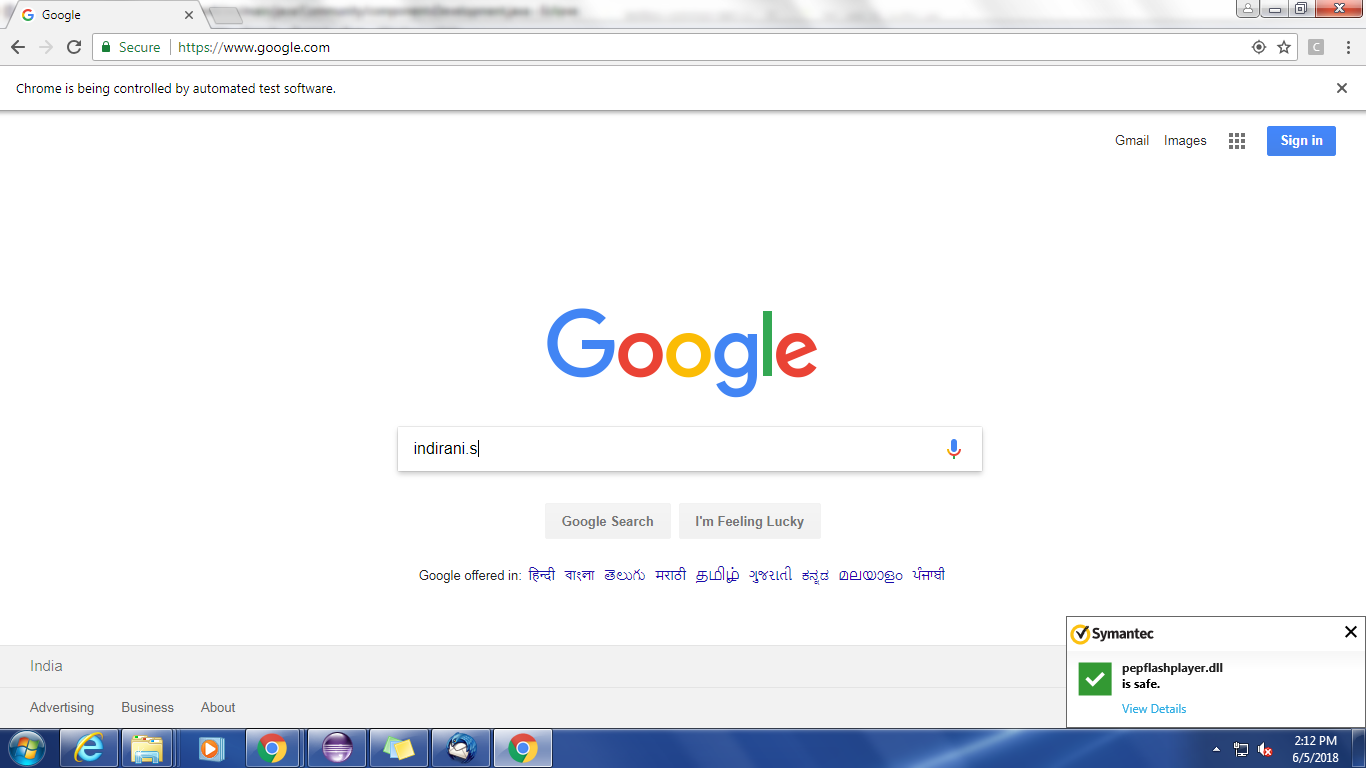 Google
Secure https://www.google.com
C
Chrome is being controlled by automated test software.
Gmail Images Sign in
Google
indirani.s
Google Search I'm Feeling Lucky
Google offered in: हिन्दी বাংলা తెలుగు मराठी தமிழ் ગુજરાતી ಕನ್ನಡ മലയാളം ਪੰਜਾਬੀ
India
Advertising Business About
Symantec
pepflashplayer.dll
is safe.
View Details
2:12 PM
6/5/2018